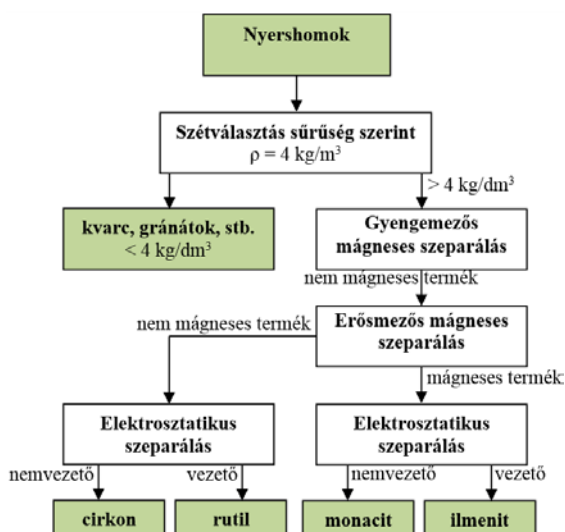 Nyershomok
Szétválasztás sűrűség szerint
ρ = 4 kg/m³
> 4 kg/dm³
kvarc, gránátok, stb.
< 4 kg/dm³
Gyengemezős
mágneses szeparálás
nem mágneses termék
nem mágneses termék
Erősmezős mágneses
szeparálás
mágneses termék
Elektrosztatikus
szeparálás
Elektrosztatikus
szeparálás
nemvezető
vezető
nemvezető
vezető
cirkon
rutil
monacit
ilmenit